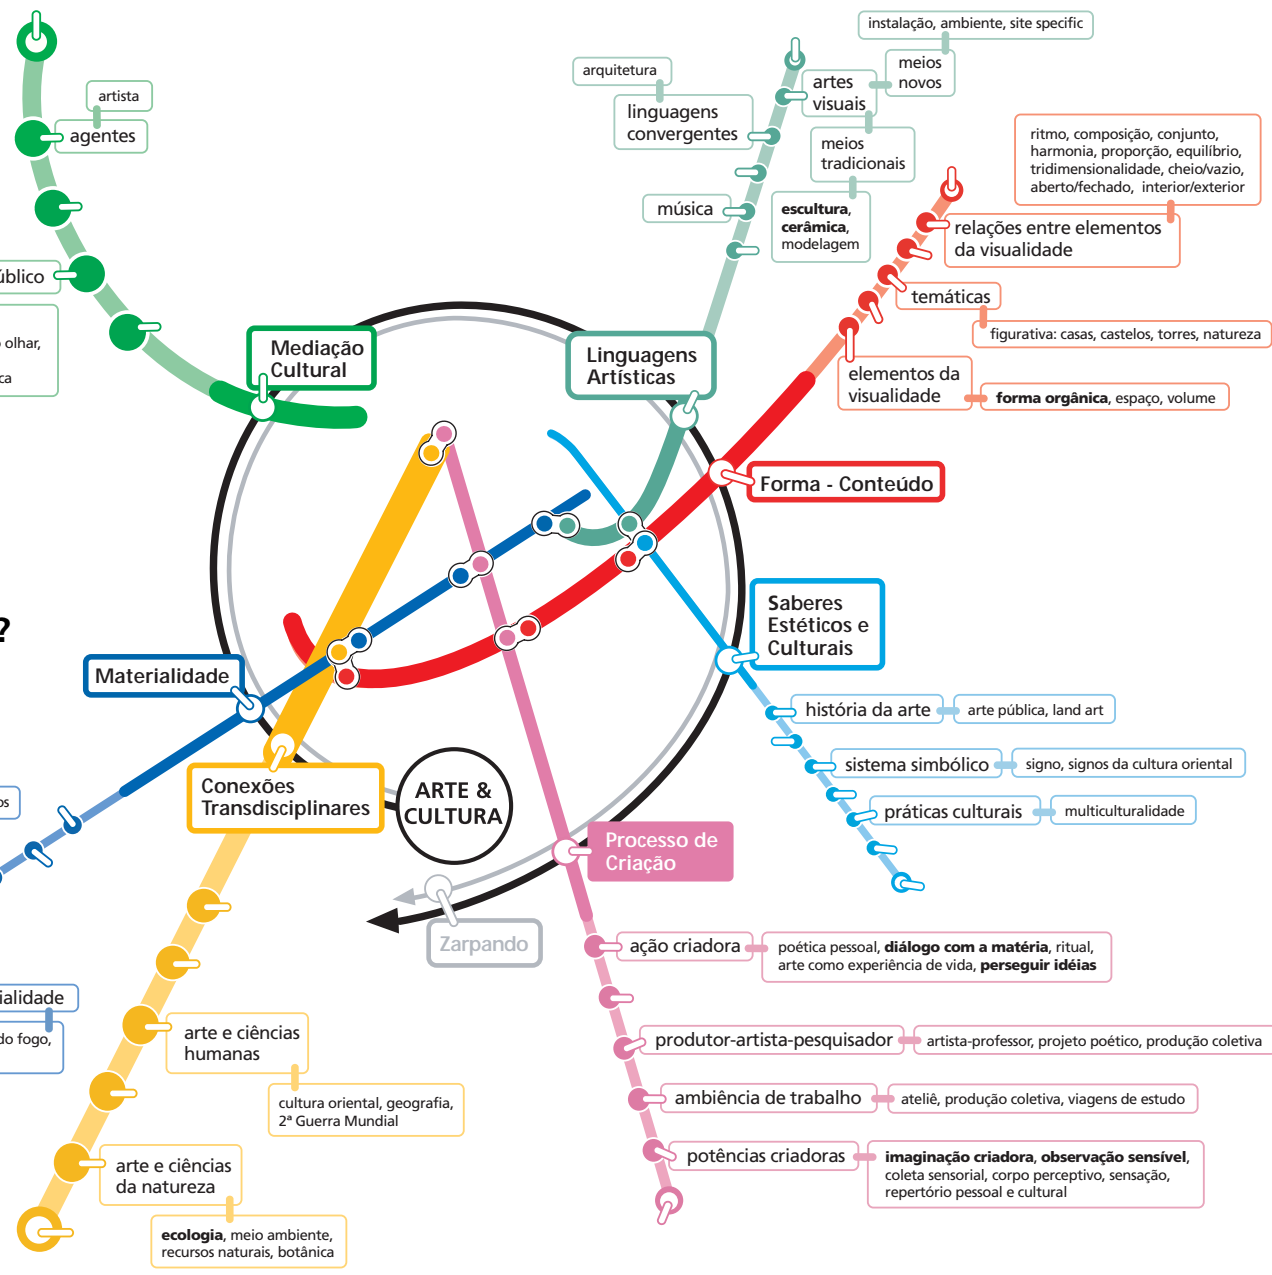 instalação, ambiente, site specific
arquitetura
meios
novos
artes
visuais
linguagens
convergentes
artista
agentes
meios
tradicionais
ritmo, composição, conjunto,
harmonia, proporção, equilíbrio,
tridimensionalidade, cheio/vazio,
aberto/fechado, interior/exterior
música
escultura,
cerâmica,
modelagem
relações entre elementos
da visualidade
temáticas
figurativa: casas, castelos, torres, natureza
olhar,
Mediação
Cultural
Linguagens
Artísticas
elementos da
visualidade
forma orgânica, espaço, volume
Forma - Conteúdo
Saberes
Estéticos e
Culturais
?
Materialidade
história da arte
arte pública, land art
sistema simbólico
signo, signos da cultura oriental
práticas culturais
multiculturalidade
Conexões
Transdisciplinares
ARTE &
CULTURA
Processo de
Criação
Zarpando
ação criadora
poética pessoal, diálogo com a matéria, ritual,
arte como experiência de vida, perseguir idéias
do fogo,
arte e ciências
humanas
produtor-artista-pesquisador
artista-professor, projeto poético, produção coletiva
cultura oriental, geografia,
2ª Guerra Mundial
ambiência de trabalho
ateliê, produção coletiva, viagens de estudo
arte e ciências
da natureza
potências criadoras
imaginação criadora, observação sensível,
coleta sensorial, corpo perceptivo, sensação,
repertório pessoal e cultural
ecologia, meio ambiente,
recursos naturais, botânica